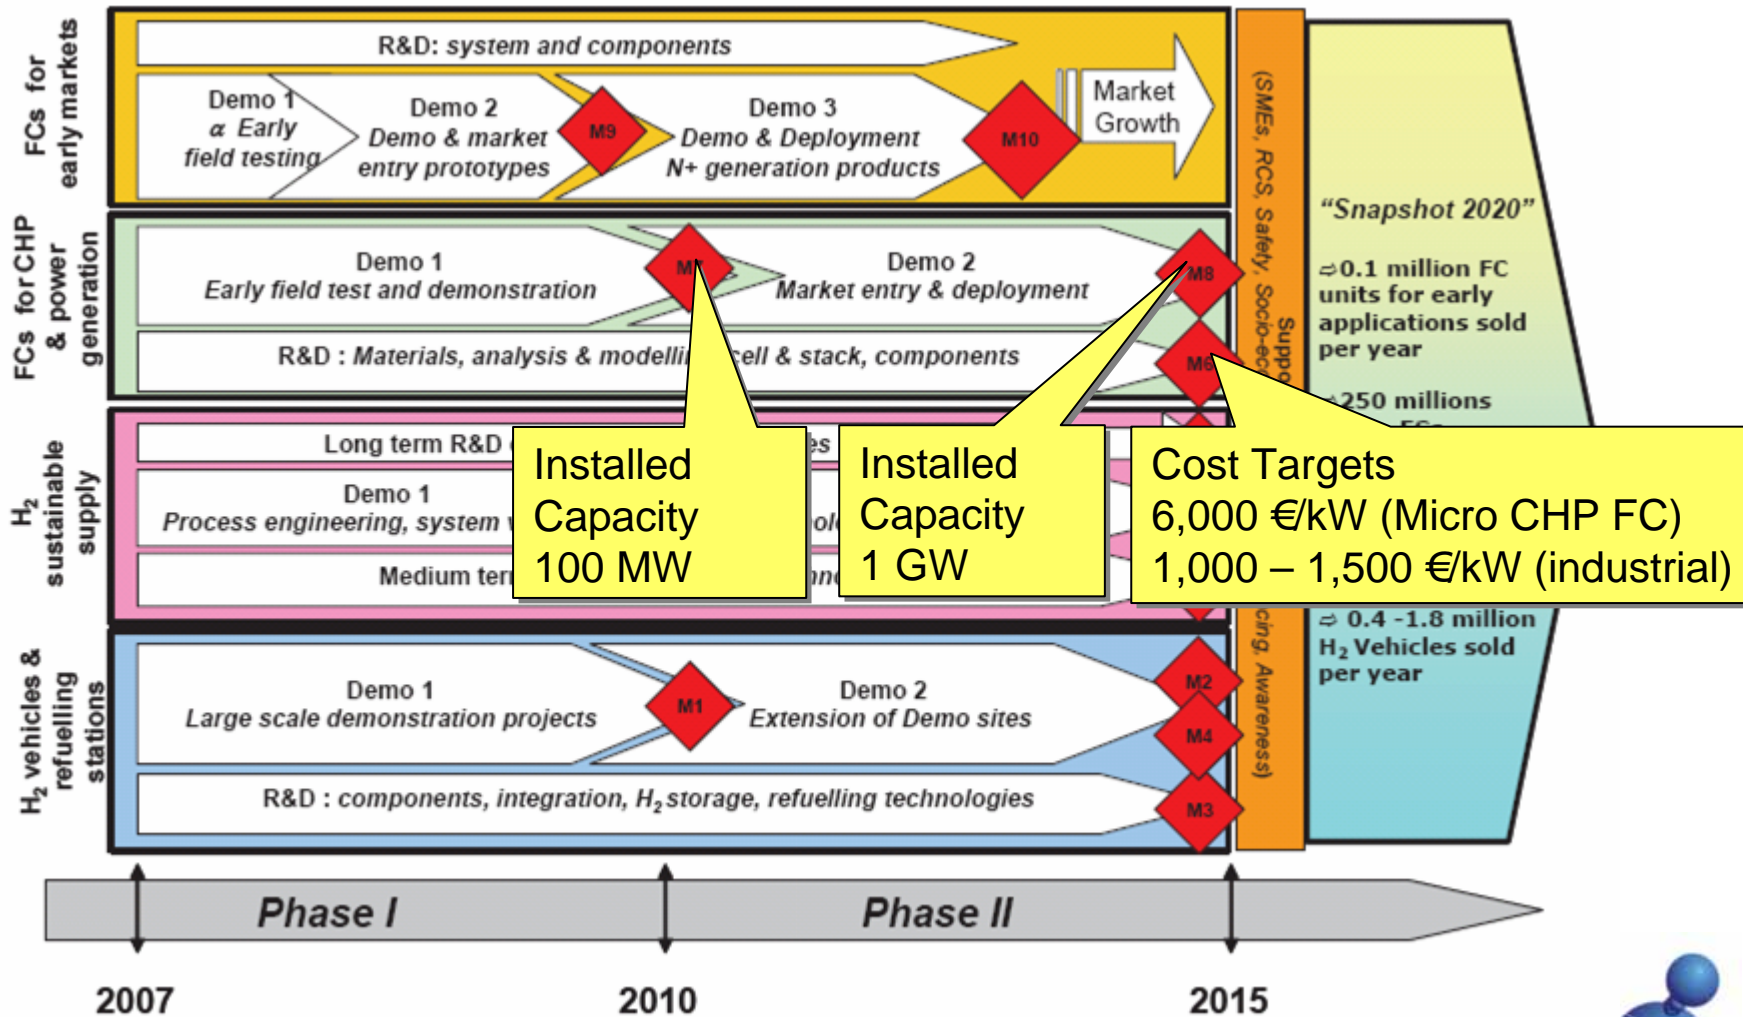 FCs for
early markets
R&D: system and components
Demo 1
α Early
field testing
Demo 2
Demo & market
entry prototypes
M9
Demo 3
Demo & Deployment
N+ generation products
M10
Market
Growth
FCs for CHP
& power
generation
Demo 1
Early field test and demonstration
Demo 2
Market entry & deployment
M8
R&D : Materials, analysis & modelling cell & stack, components
M6
H2
sustainable
supply
Long term R&D
Demo 1
Process engineering, system
Medium term
Installed
Capacity
100 MW
Installed
Capacity
1 GW
Cost Targets
6,000 €/kW (Micro CHP FC)
1,000 – 1,500 €/kW (industrial)
H2 vehicles &
refuelling
stations
Demo 1
Large scale demonstration projects
M1
Demo 2
Extension of Demo sites
M2
M4
R&D : components, integration, H2 storage, refuelling technologies
M3
(SMEs, RCS, Safety,
Awareness)
“Snapshot 2020”
⇨0.1 million FC
units for early
applications sold
per year
250 millions
⇨ 0.4 -1.8 million
H2 Vehicles sold
per year
Phase I
Phase II
2007
2010
2015